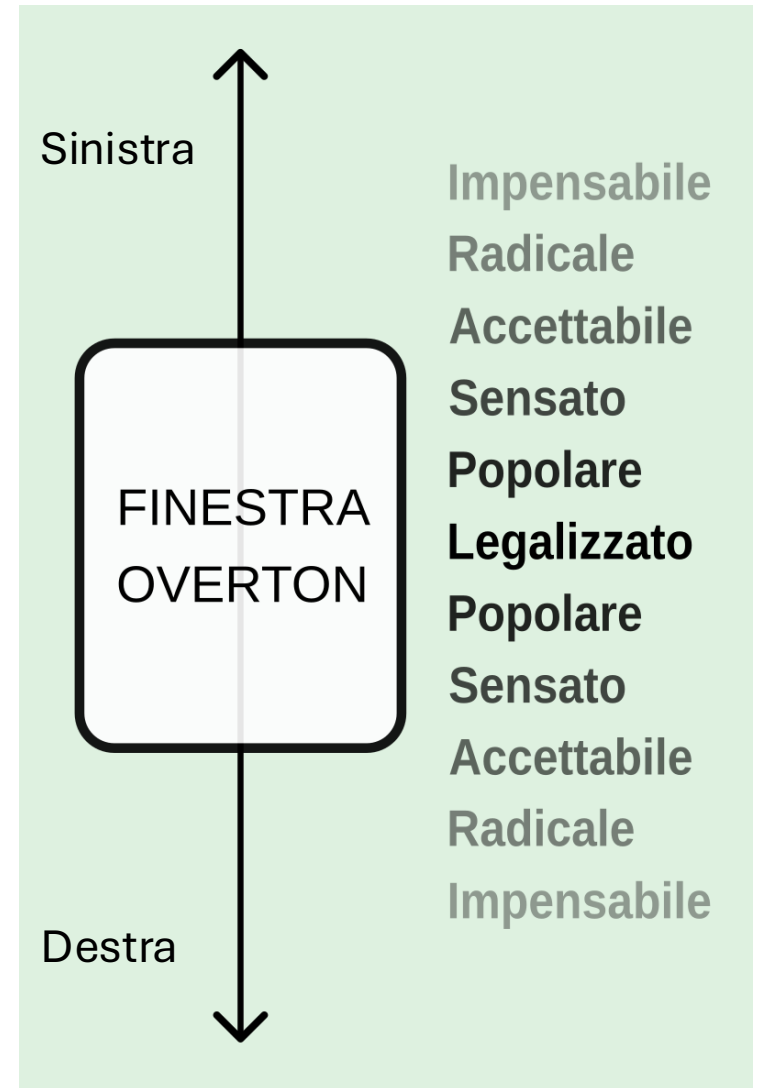 Sinistra
Impensabile
Radicale
Accettabile
Sensato
Popolare
FINESTRA
OVERTON
Legalizzato
Popolare
Sensato
Accettabile
Radicale
Impensabile
Destra